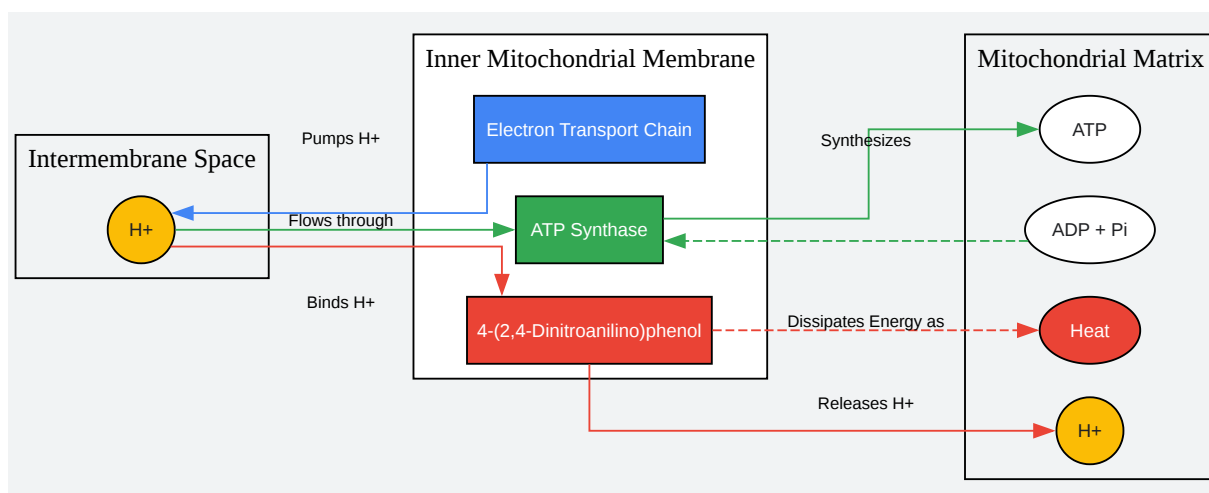 Inner Mitochondrial Membrane
Mitochondrial Matrix
Electron Transport Chain
ATP
Pumps H+
Synthesizes
Intermembrane Space
Flows through
H+
ATP Synthase
ADP + Pi
Binds H+
4-(2,4-Dinitroanilino)phenol
Dissipates Energy as
Heat
Releases H+
H+